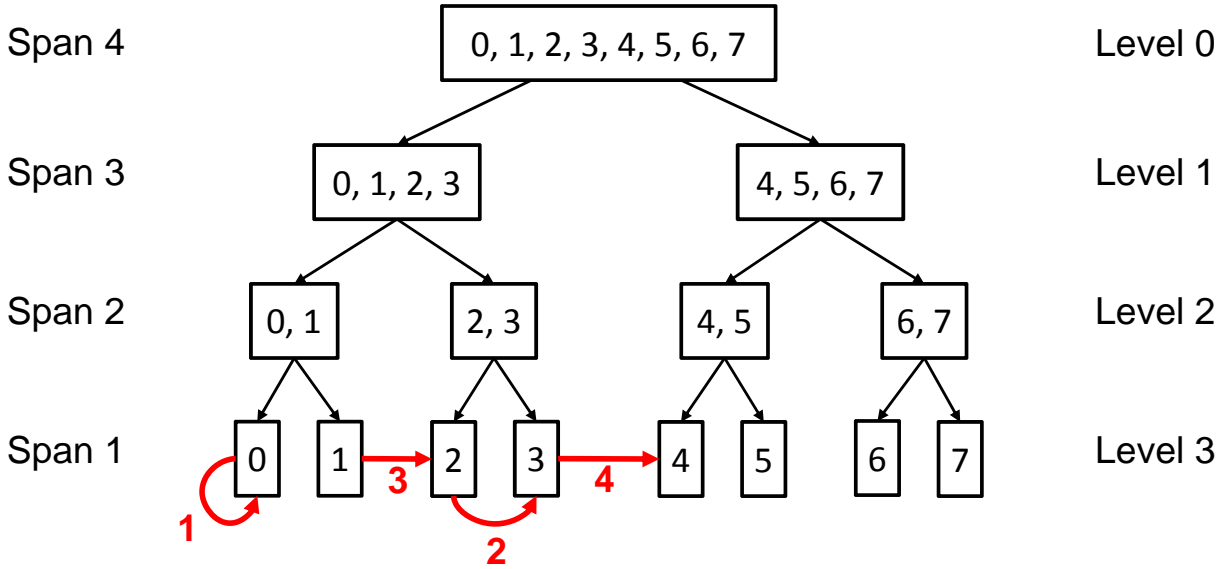 Span 4 0, 1, 2, 3, 4, 5, 6, 7 Level 0
Span 3 0, 1, 2, 3 4, 5, 6, 7 Level 1
Span 2 0, 1 2, 3 4, 5 6, 7 Level 2
Span 1 0 1 2 3 4 5 6 7 Level 3
3 4
1 2